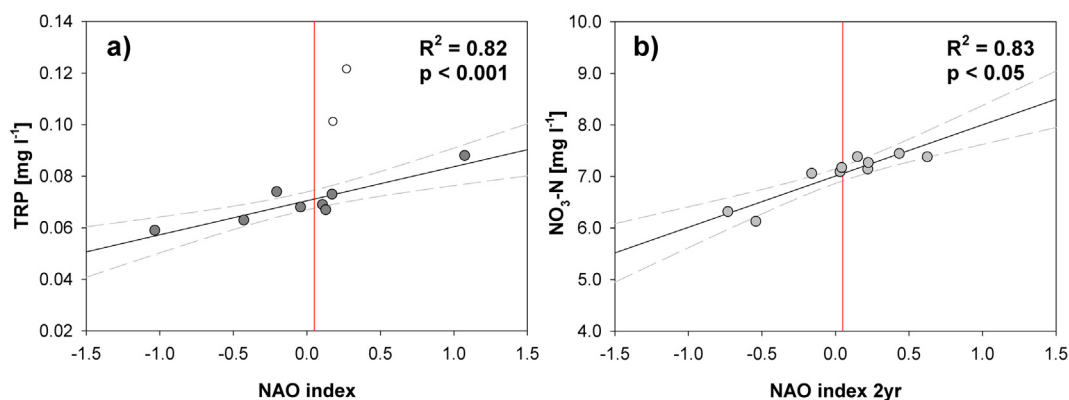 a)
R² = 0.82
p < 0.001
TRP [mg l⁻¹]
0.14
0.12
0.10
0.08
0.06
0.04
0.02
-1.5 -1.0 -0.5 0.0 0.5 1.0 1.5
NAO index
b)
R² = 0.83
p < 0.05
NO₃-N [mg l⁻¹]
10.0
9.0
8.0
7.0
6.0
5.0
4.0
-1.5 -1.0 -0.5 0.0 0.5 1.0 1.5
NAO index 2yr